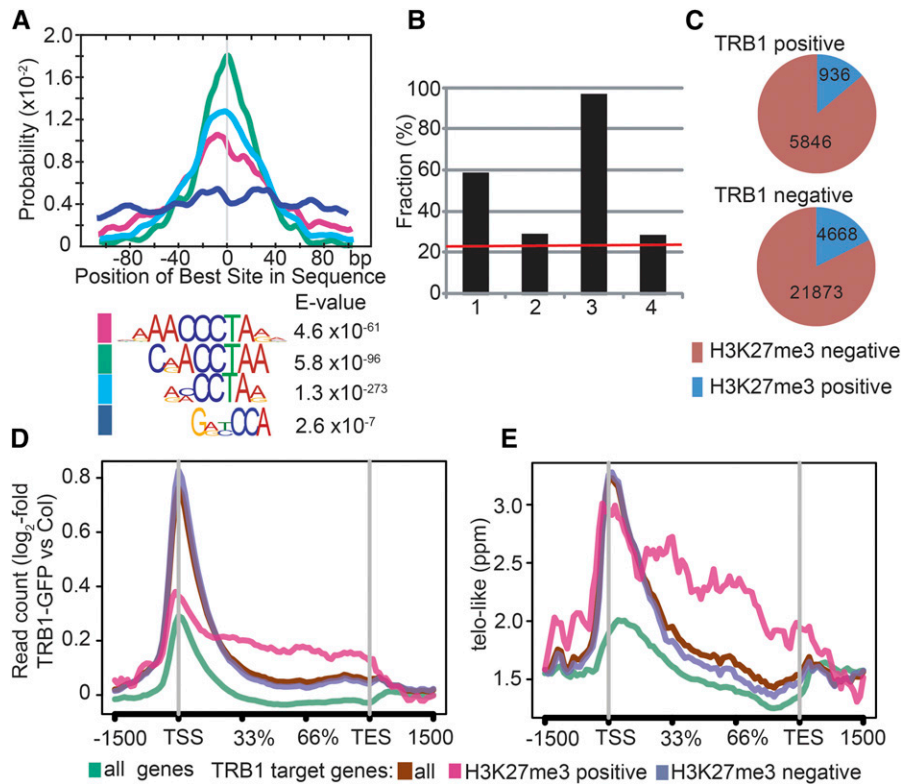 A
2.0
1.6
1.2
0.8
0.4
0
Probability (x10-2)
-80 -40 0 40 80 bp
Position of Best Site in Sequence
E-value
AAACCCTAA
4.6 x10-61
CAACCTAA
5.8 x10-96
ACCCTAA
1.3 x10-273
GATCCA
2.6 x10-7
B
100
80
60
40
20
0
Fraction (%)
1 2 3 4
C
TRB1 positive
936
5846
TRB1 negative
4668
21873
H3K27me3 negative
H3K27me3 positive
D
0.8
0.6
0.4
0.2
0
Read count (log2-fold
TRB1-GFP vs Col)
-1500 TSS 33% 66% TES 1500
E
3.0
2.5
2.0
1.5
telo-like (ppm)
-1500 TSS 33% 66% TES 1500
all genes TRB1 target genes: all H3K27me3 positive H3K27me3 negative